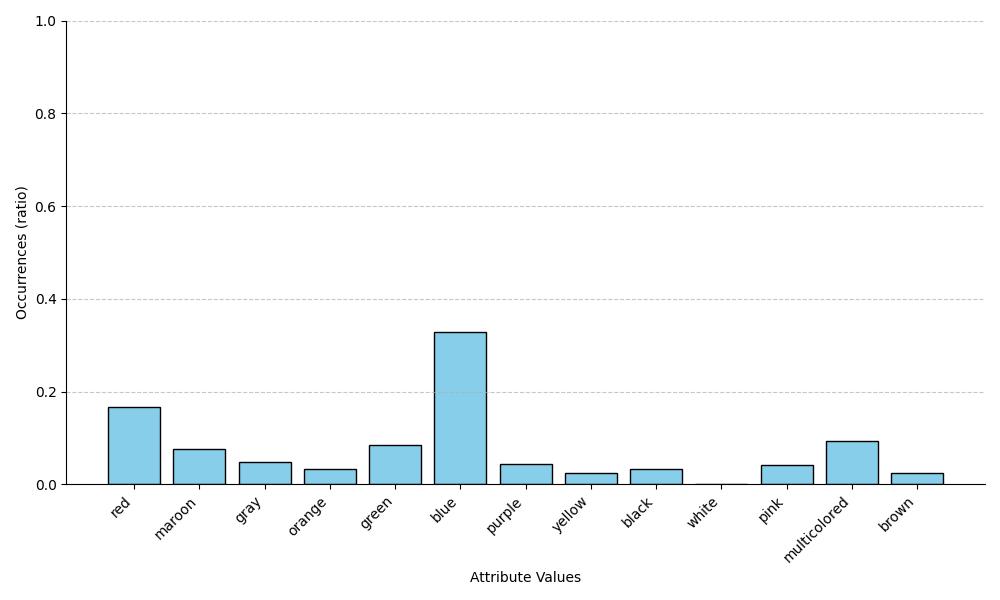 1.0
0.8
0.6
0.4
0.2
0.0
Occurrences (ratio)
red
maroon
gray
orange
green
blue
purple
yellow
black
white
pink
multicolored
brown
Attribute Values